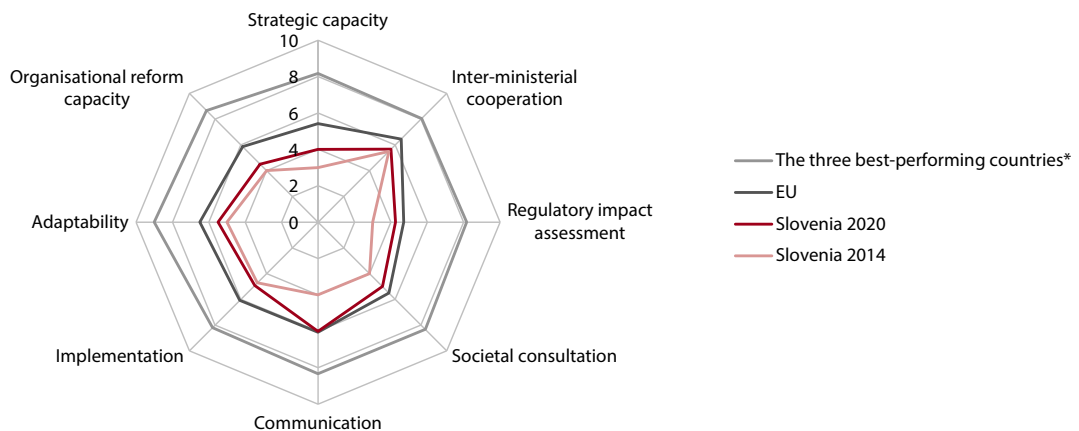 Strategic capacity
10
8
6
4
2
0
Inter-ministerial
cooperation
Regulatory impact
assessment
Societal consultation
Communication
Implementation
Adaptability
Organisational reform
capacity
The three best-performing countries*
EU
Slovenia 2020
Slovenia 2014